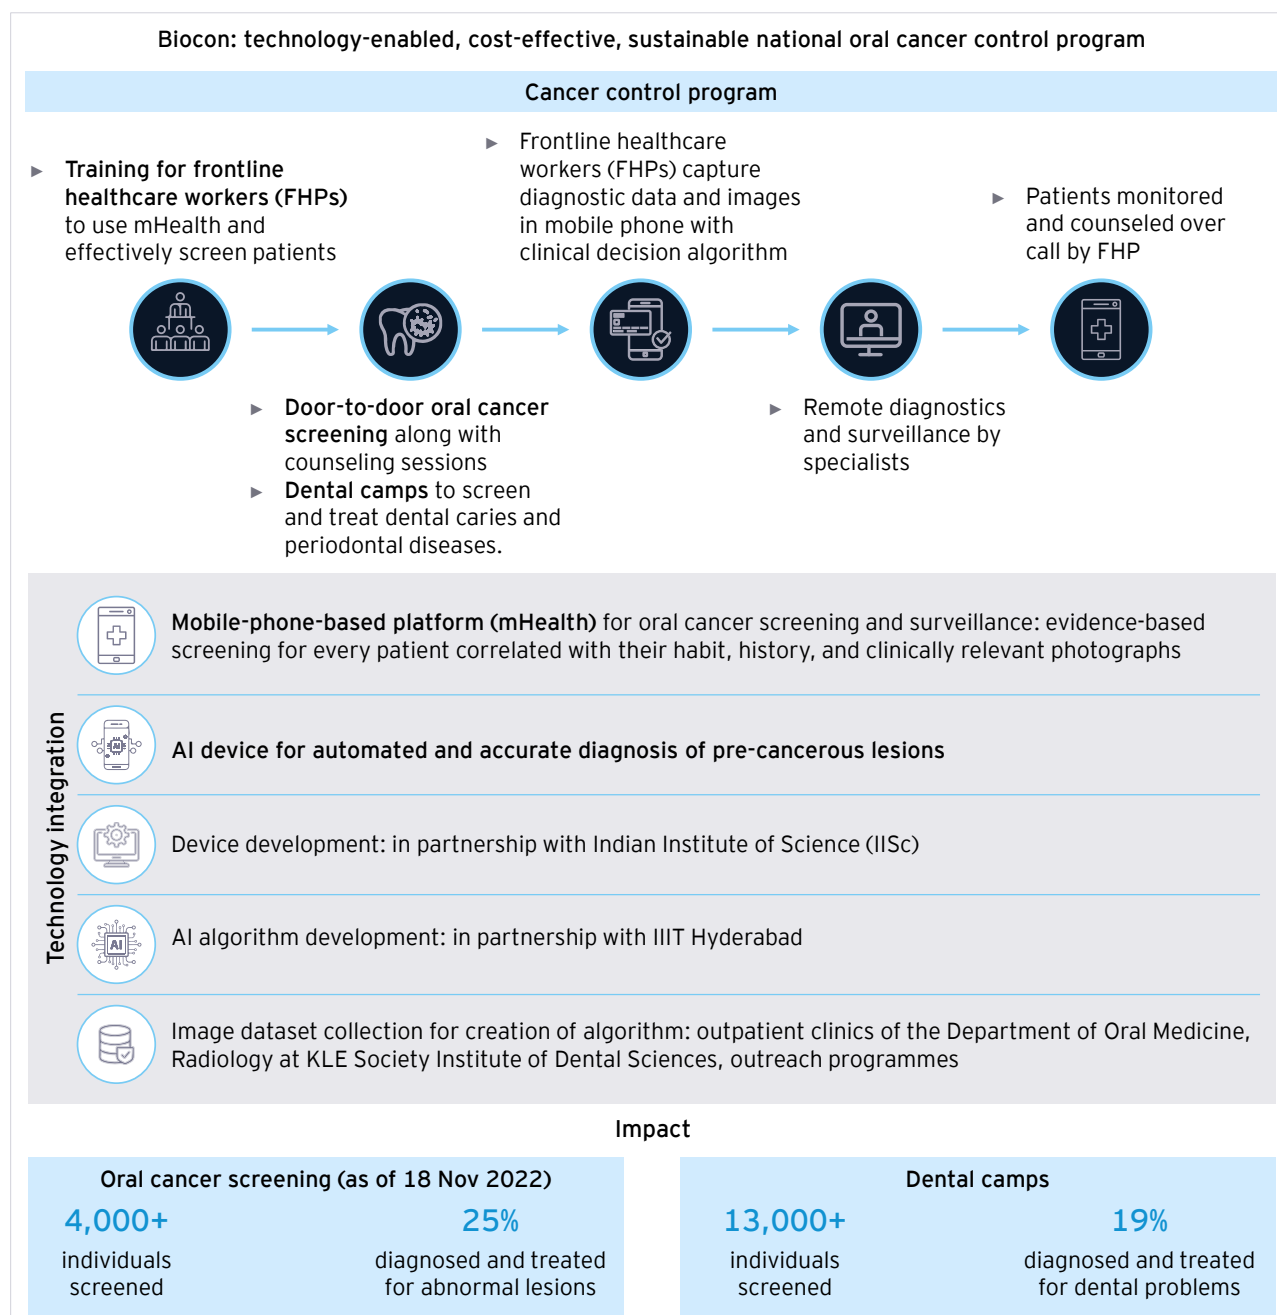 Biocon: technology-enabled, cost-effective, sustainable national oral cancer control program
Cancer control program
► Training for frontline
healthcare workers (FHPs)
to use mHealth and
effectively screen patients
► Door-to-door oral cancer
screening along with
counseling sessions
► Dental camps to screen
and treat dental caries and
periodontal diseases.
► Frontline healthcare
workers (FHPs) capture
diagnostic data and images
in mobile phone with
clinical decision algorithm
► Remote diagnostics
and surveillance by
specialists
► Patients monitored
and counseled over
call by FHP
Technology integration
Mobile-phone-based platform (mHealth) for oral cancer screening and surveillance: evidence-based
screening for every patient correlated with their habit, history, and clinically relevant photographs
AI
AI device for automated and accurate diagnosis of pre-cancerous lesions
Device development: in partnership with Indian Institute of Science (IISc)
AI
AI algorithm development: in partnership with IIIT Hyderabad
Image dataset collection for creation of algorithm: outpatient clinics of the Department of Oral Medicine,
Radiology at KLE Society Institute of Dental Sciences, outreach programmes
Impact
Oral cancer screening (as of 18 Nov 2022)
4,000+
individuals
screened
25%
diagnosed and treated
for abnormal lesions
Dental camps
13,000+
individuals
screened
19%
diagnosed and treated
for dental problems